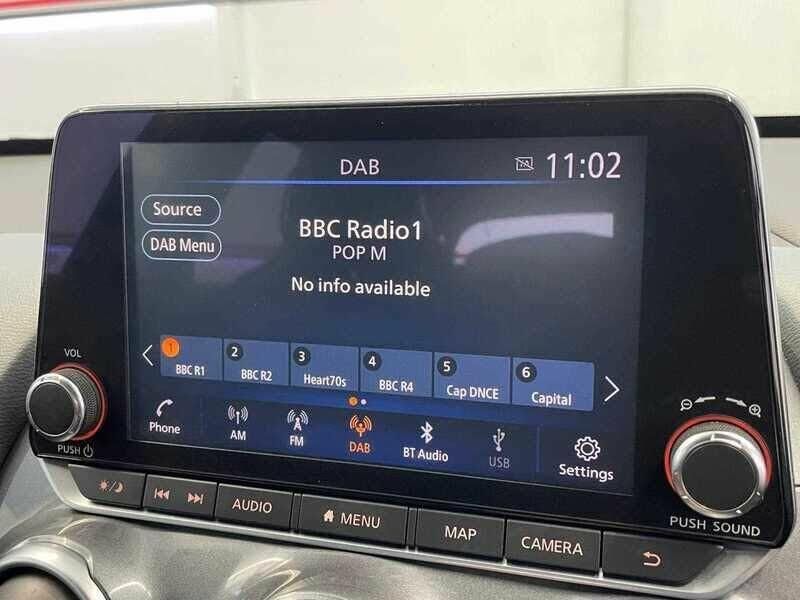 DAB
11:02
Source
DAB Menu
BBC Radio1
POP M
No info available
1 BBC R1
2 BBC R2
3 Heart70s
4 BBC R4
5 Cap DNCE
6 Capital
Phone
AM
FM
DAB
BT Audio
USB
Settings
VOL
PUSH
PUSH SOUND
AUDIO
MENU
MAP
CAMERA